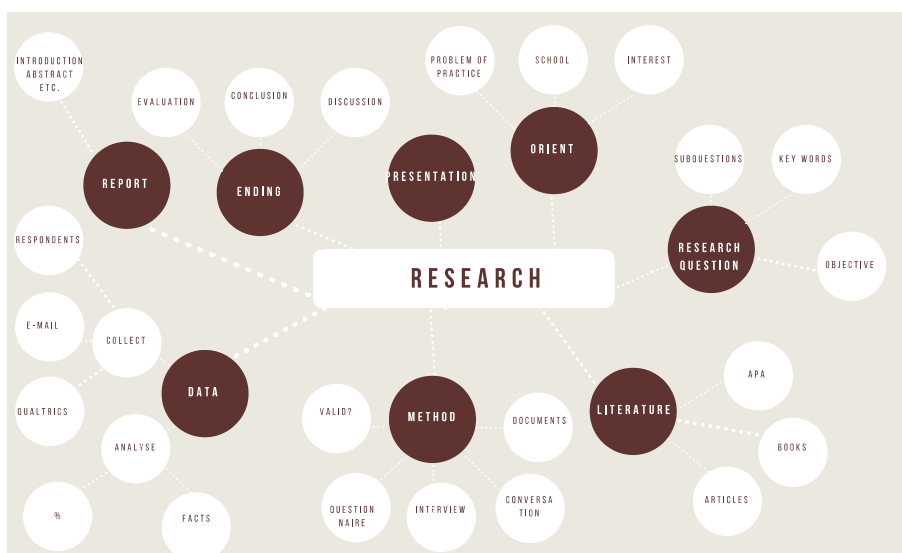 INTRODUCTION
ABSTRACT
ETC.
EVALUATION
CONCLUSION
DISCUSSION
PROBLEM OF
PRACTICE
SCHOOL
INTEREST
REPORT
ENDING
PRESENTATION
ORIENT
SUBQUESTIONS
KEY WORDS
RESPONDENTS
RESEARCH
RESEARCH
QUESTION
OBJECTIVE
E-MAIL
COLLECT
QUALTRICS
DATA
ANALYSE
%
FACTS
VALID?
METHOD
DOCUMENTS
QUESTION
NAIRE
INTERVIEW
CONVERSA
TION
LITERATURE
APA
BOOKS
ARTICLES